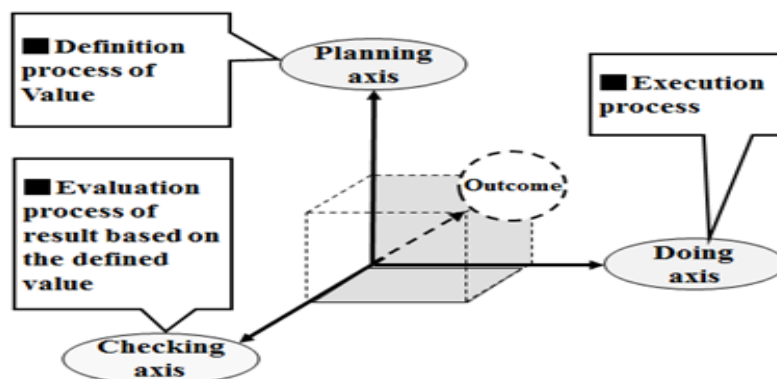 ■ Definition
process of
Value
Planning
axis
■ Execution
process
■ Evaluation
process of
result based on
the defined
value
Outcome
Doing
axis
Checking
axis